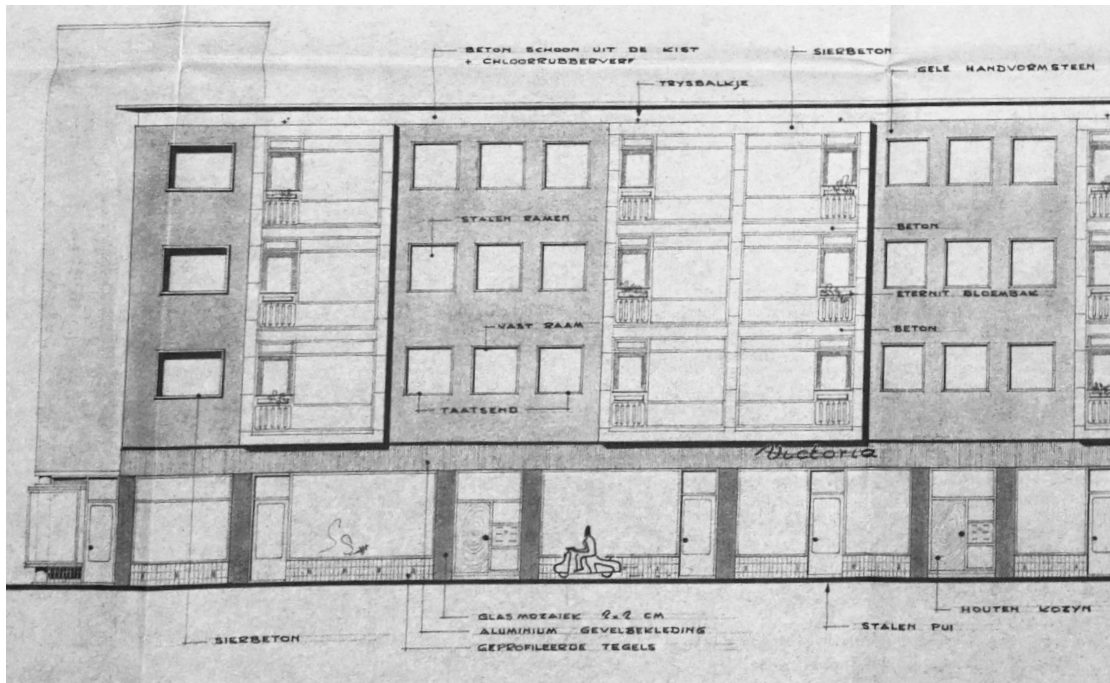 BETON SCHOON UIT DE KIST
+ CHLOORRUBBERVERF
SIERBETON
GELE HANDVORMSTEEN
TRYSBALKJE
STALEN RAMEN
BETON
ETERNIT BLOEMBAK
VAST RAAM
BETON
TAATSEND
Victoria
GLASMOZAIEK 2x2 CM
HOUTEN KOZYN
ALUMINIUM GEVELBEKLEDING
STALEN PUI
SIERBETON
GEPROFILEERDE TEGELS